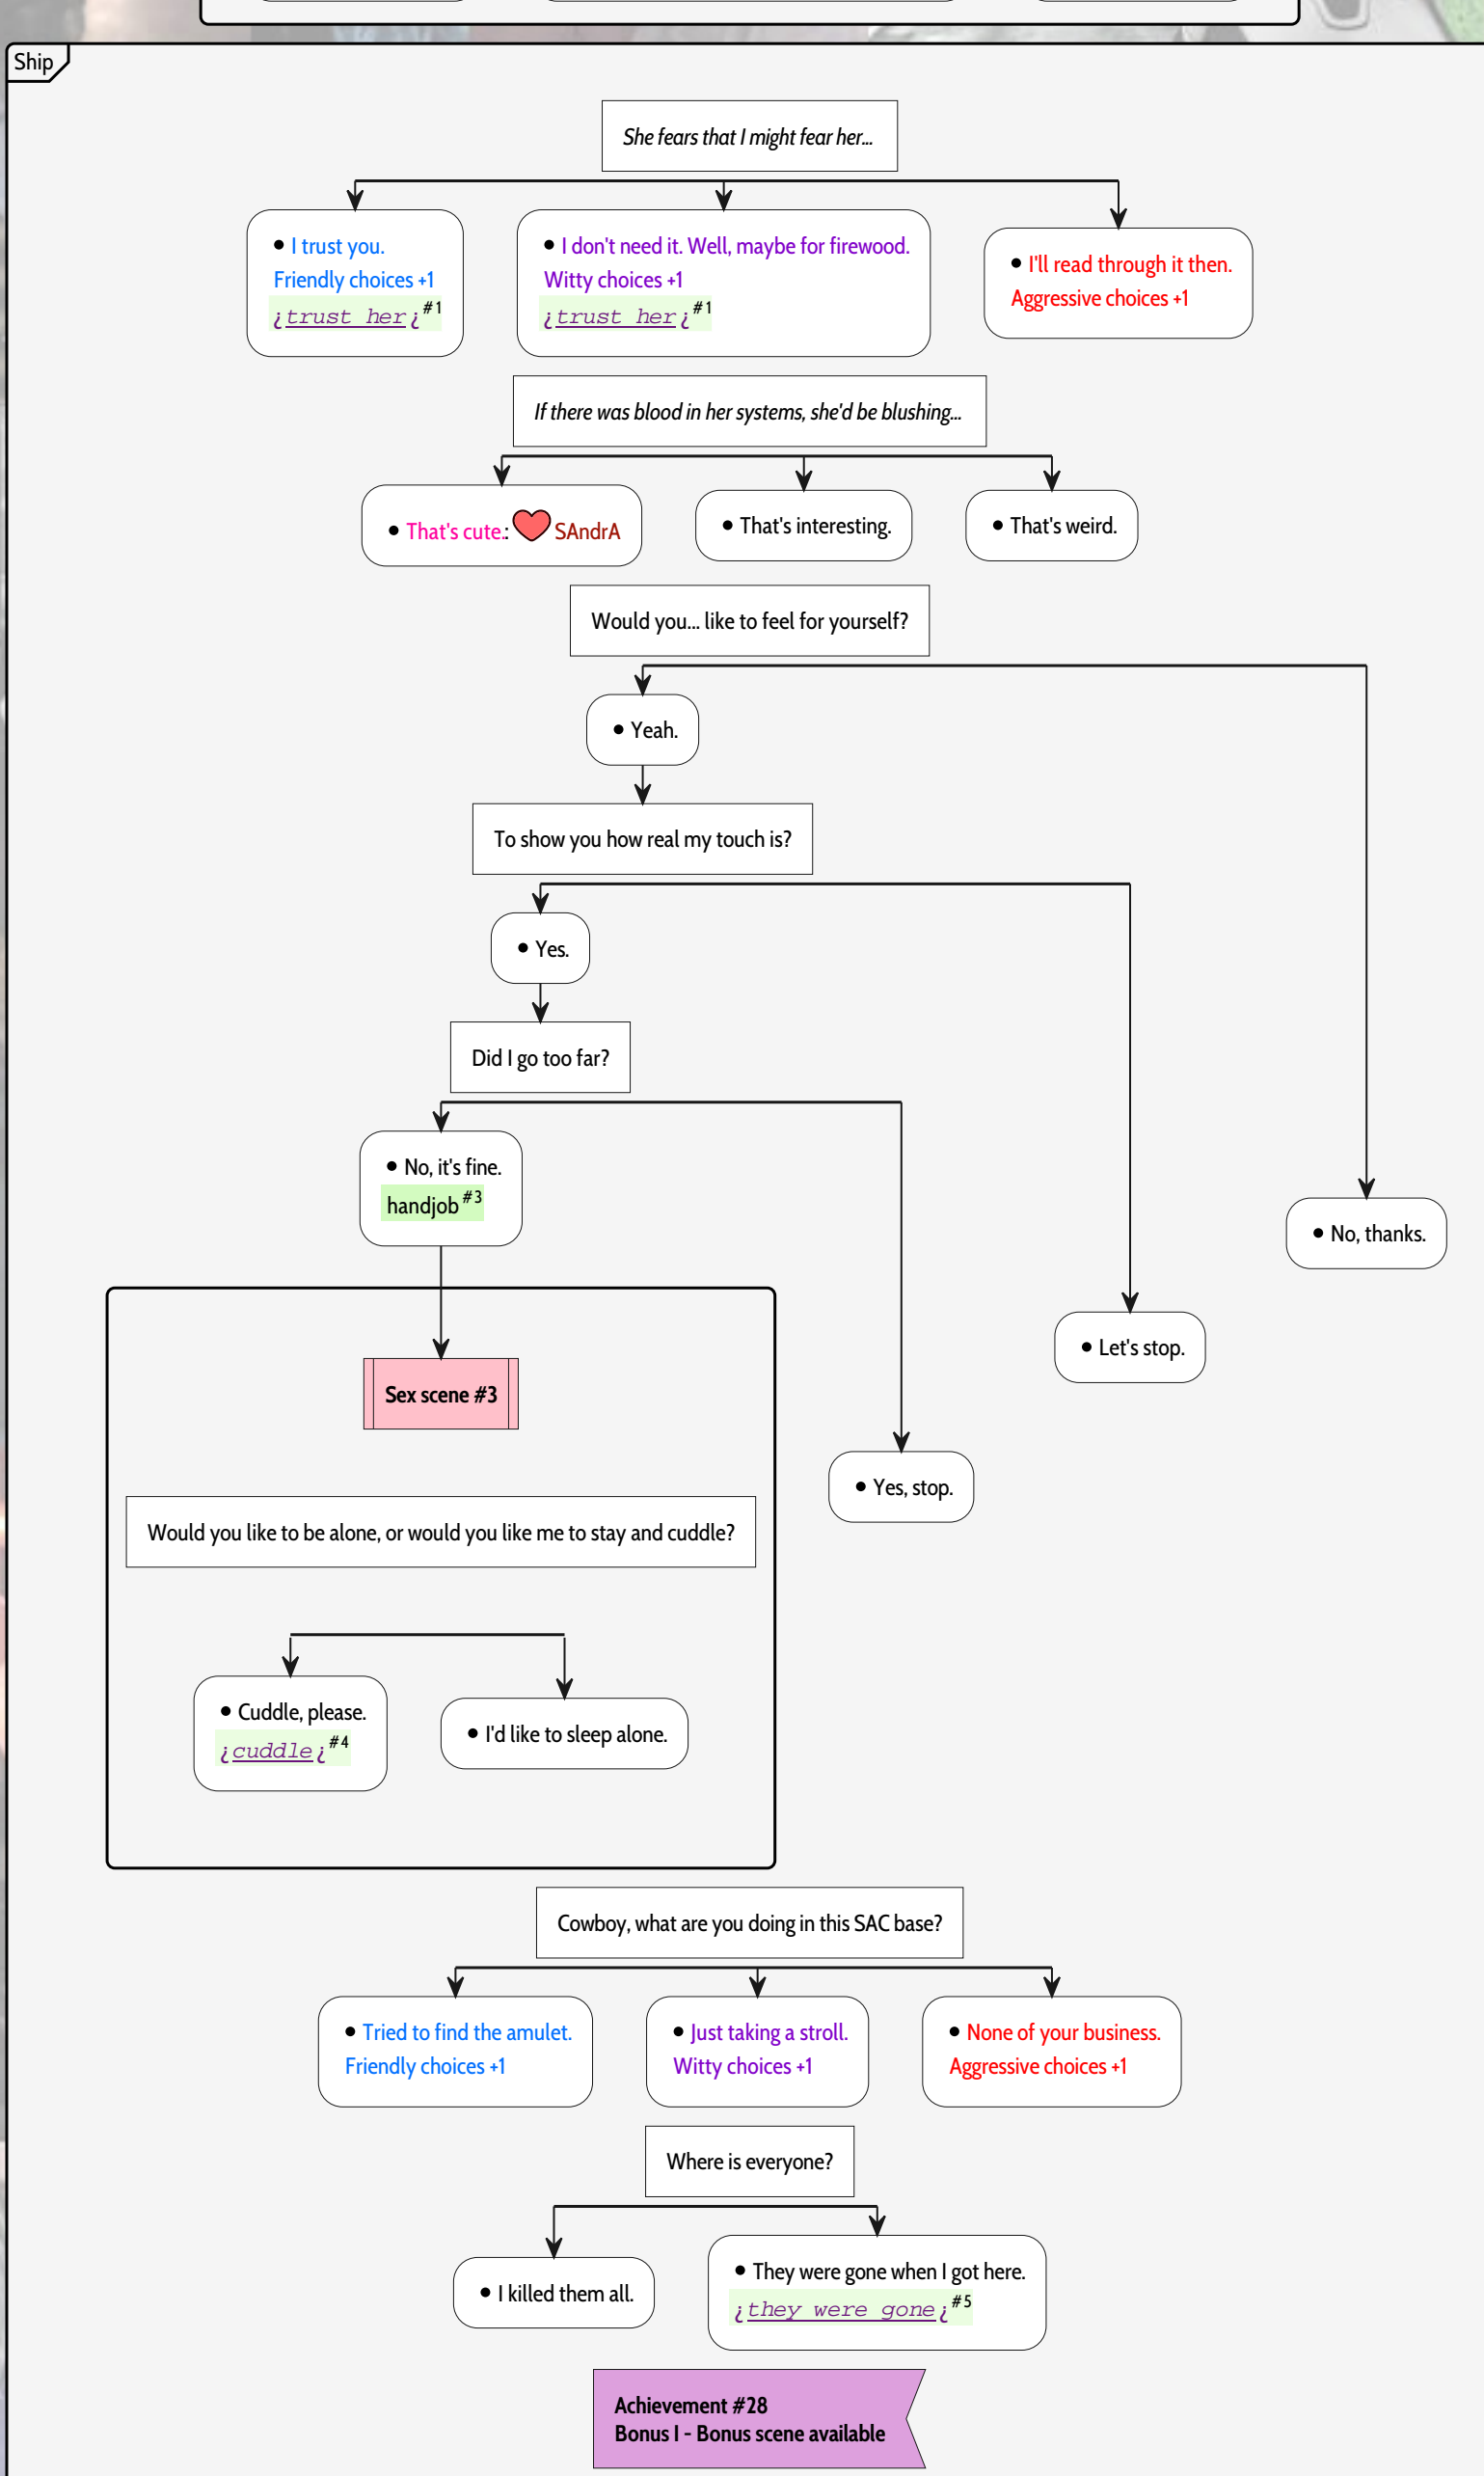 Ship
She fears that I might fear her...
• I trust you.
Friendly choices +1
¿trust her¿#1
• I don't need it. Well, maybe for firewood.
Witty choices +1
¿trust her¿#1
• I'll read through it then.
Aggressive choices +1
If there was blood in her systems, she'd be blushing...
• That's cute.: SAndrA
• That's interesting.
• That's weird.
Would you... like to feel for yourself?
• Yeah.
To show you how real my touch is?
• Yes.
Did I go too far?
• No, it's fine.
handjob#3
• No, thanks.
• Let's stop.
Sex scene #3
• Yes, stop.
Would you like to be alone, or would you like me to stay and cuddle?
• Cuddle, please.
¿cuddle¿#4
• I'd like to sleep alone.
Cowboy, what are you doing in this SAC base?
• Tried to find the amulet.
Friendly choices +1
• Just taking a stroll.
Witty choices +1
• None of your business.
Aggressive choices +1
Where is everyone?
• I killed them all.
• They were gone when I got here.
¿they were gone¿#5
Achievement #28
Bonus I - Bonus scene available